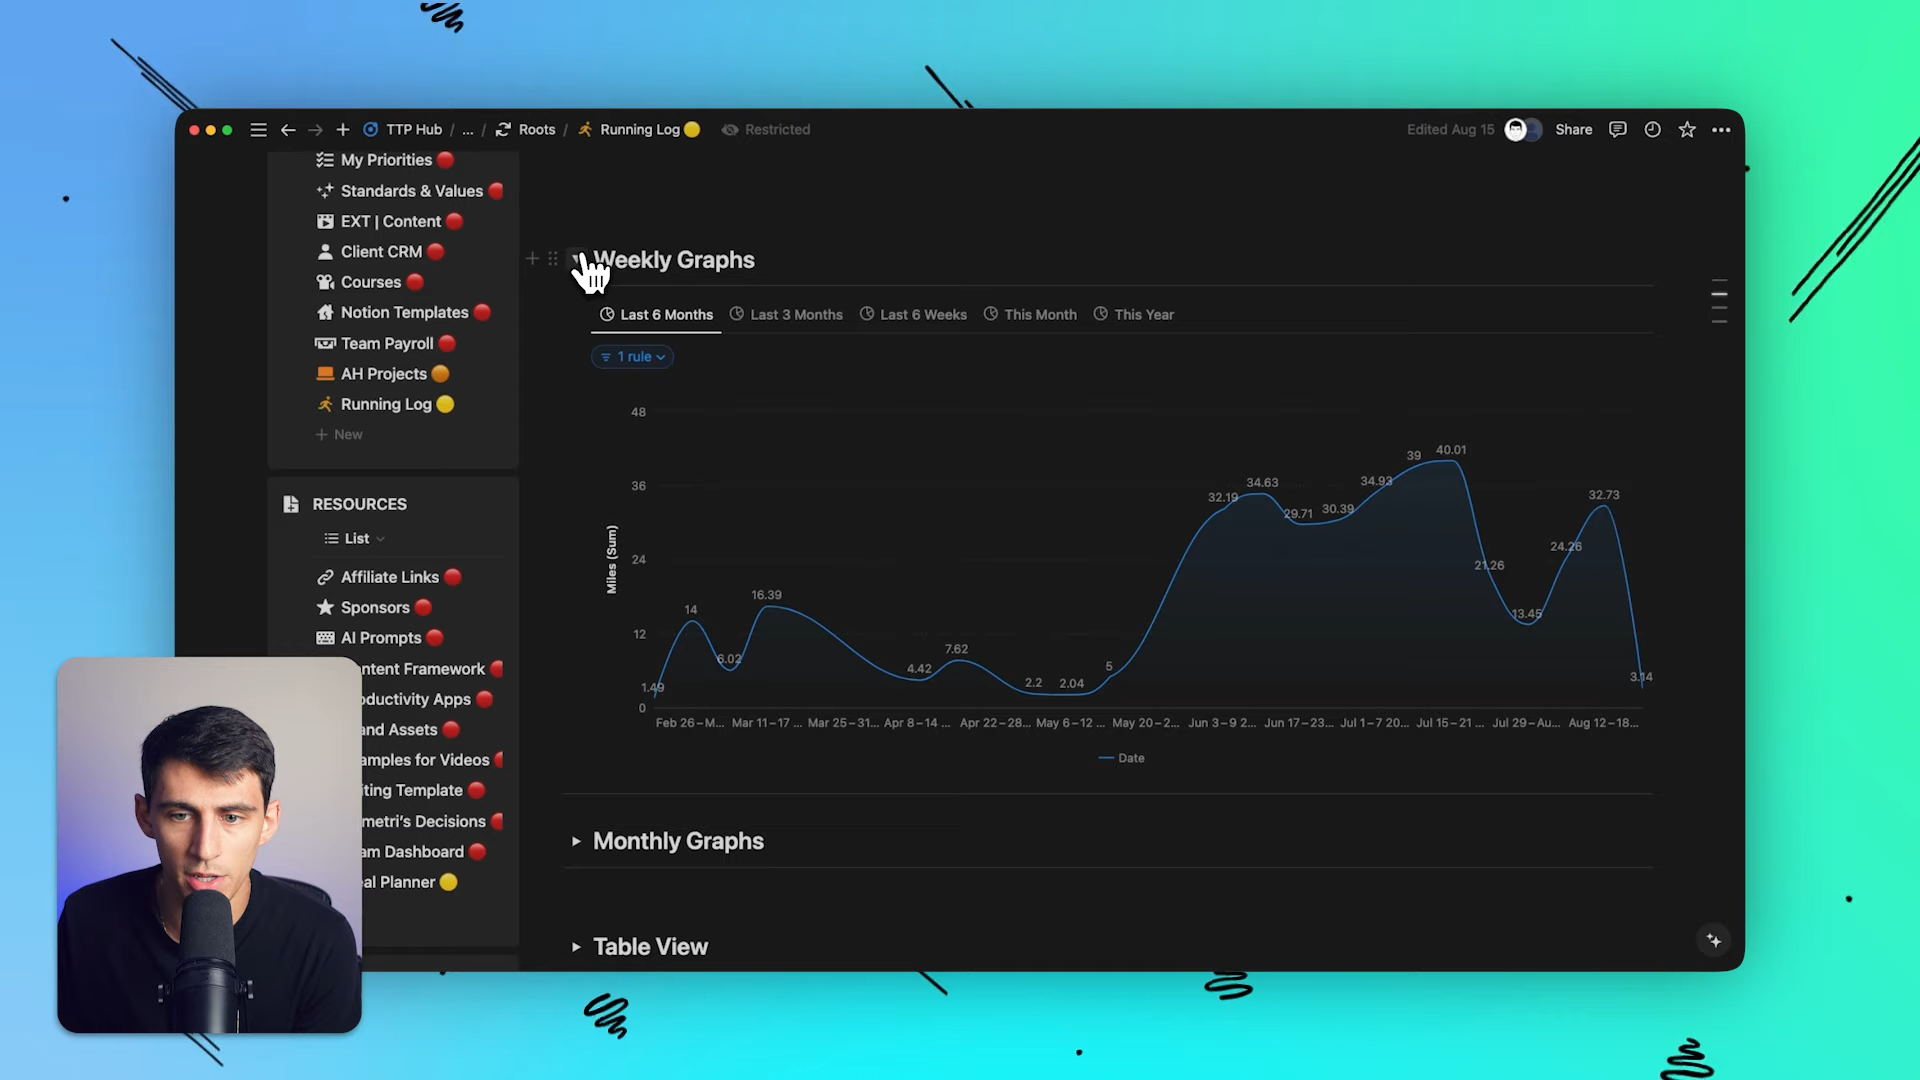 TTP Hub / ... / Roots / Running Log Restricted
Edited Aug 15 Share
My Priorities
Standards & Values
EXT | Content
Client CRM
Courses
Notion Templates
Team Payroll
AH Projects
Running Log
New
RESOURCES
List
Affiliate Links
Sponsors
AI Prompts
ntent Framework
oductivity Apps
and Assets
amples for Videos
iting Template
metri's Decisions
am Dashboard
eal Planner
Weekly Graphs
Last 6 Months Last 3 Months Last 6 Weeks This Month This Year
1 rule
Miles (Sum)
48
36
24
12
0
1.49
14
6.02
16.39
4.42
7.62
2.2
2.04
5
32.19
34.63
29.71
30.39
34.93
39
40.01
21.26
13.45
24.26
32.73
3.14
Feb 26 – M... Mar 11 – 17 ... Mar 25 – 31... Apr 8 – 14 ... Apr 22 – 28... May 6 – 12 ... May 20 – 2... Jun 3 – 9 2... Jun 17 – 23... Jul 1 – 7 20... Jul 15 – 21 ... Jul 29 – Au... Aug 12 – 18...
Date
Monthly Graphs
Table View